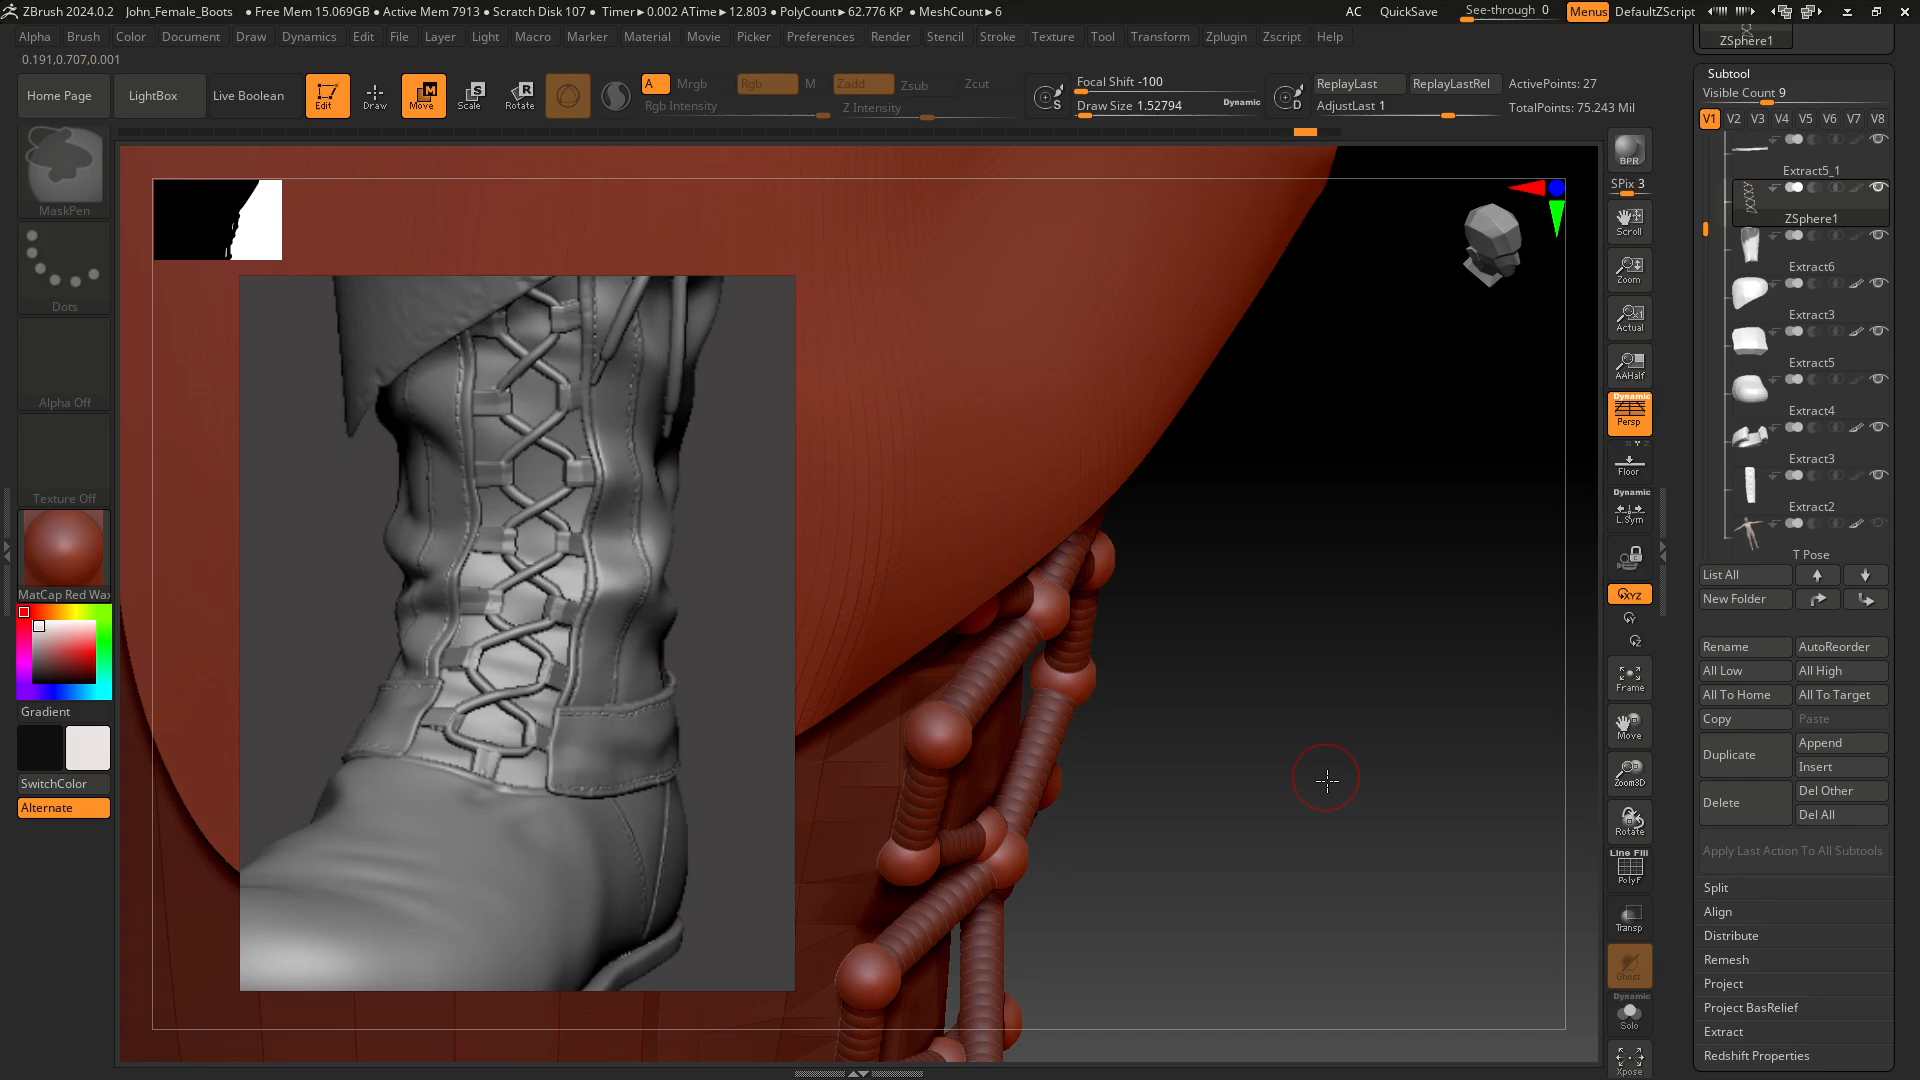 ZBrush 2024.0.2 John_Female_Boots • Free Mem 15.069GB • Active Mem 7913 • Scratch Disk 107 • Timer►0.002 ATime►12.803 • PolyCount►62.776 KP • MeshCount►6 AC QuickSave See-through 0 Menus DefaultZScript
Alpha Brush Color Document Draw Dynamics Edit File Layer Light Macro Marker Material Movie Picker Preferences Render Stencil Stroke Texture Tool Transform Zplugin Zscript Help
0.191,0.707,0.001
Home Page
LightBox
Live Boolean
Edit
Draw
Move
Scale
Rotate
A Mrgb Rgb M Zadd Zsub Zcut
Rgb Intensity Z Intensity
S
Focal Shift -100
Draw Size 1.52794 Dynamic
D
ReplayLast ReplayLastRel ActivePoints: 27
AdjustLast 1 TotalPoints: 75.243 Mil
MaskPen
Dots
Alpha Off
Texture Off
MatCap Red Wax
Gradient
SwitchColor
Alternate
BPR
SPix 3
Scroll
Zoom
Actual
AAHalf
Dynamic
Persp
Floor
Dynamic
L.Sym
XYZ
Y
Z
Frame
Move
Zoom3D
Rotate
Line Fill
PolyF
Transp
Ghost
Dynamic
Solo
Xpose
ZSphere1
Subtool
Visible Count 9
V1 V2 V3 V4 V5 V6 V7 V8
Extract5_1
ZSphere1
Extract6
Extract3
Extract5
Extract4
Extract3
Extract2
T Pose
List All
New Folder
Rename AutoReorder
All Low All High
All To Home All To Target
Copy Paste
Duplicate Append
Insert
Delete Del Other
Del All
Apply Last Action To All Subtools
Split
Align
Distribute
Remesh
Project
Project BasRelief
Extract
Redshift Properties